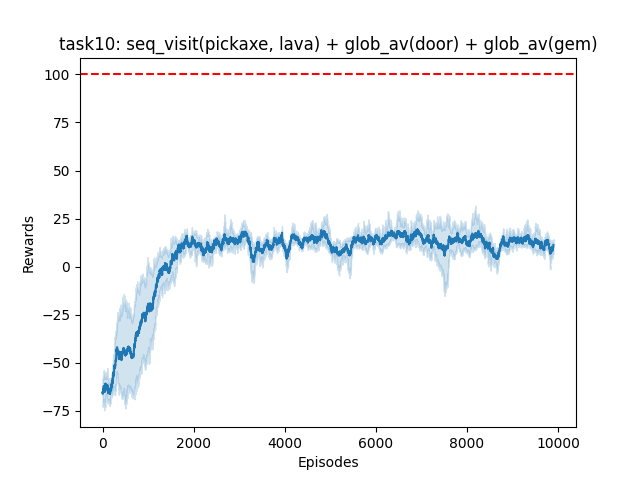 task10: seq_visit(pickaxe, lava) + glob_av(door) + glob_av(gem)
100
75
50
25
0
−25
−50
−75
Rewards
0 2000 4000 6000 8000 10000
Episodes